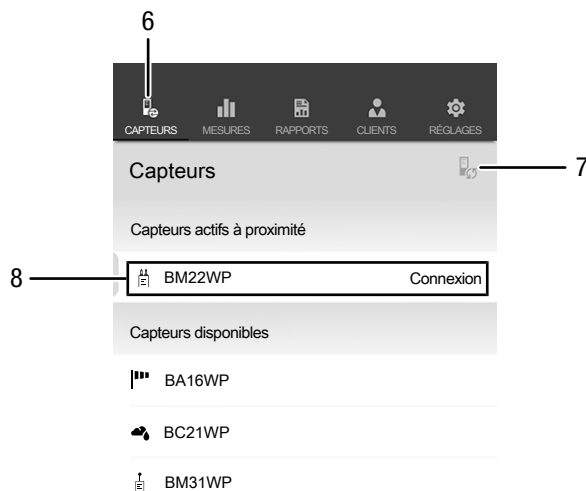 6
CAPTEURS MESURES RAPPORTS CLIENTS RÉGLAGES
Capteurs
7
Capteurs actifs à proximité
8
BM22WP Connexion
Capteurs disponibles
BA16WP
BC21WP
BM31WP